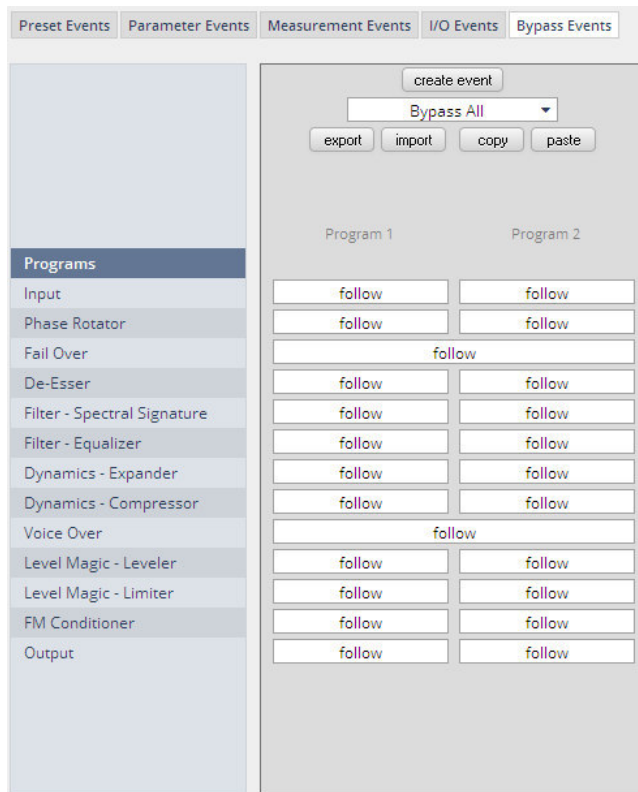 Preset Events Parameter Events Measurement Events I/O Events Bypass Events
create event
Bypass All
export import copy paste
Program 1 Program 2
Programs
Input follow follow
Phase Rotator follow follow
Fail Over follow
De-Esser follow follow
Filter - Spectral Signature follow follow
Filter - Equalizer follow follow
Dynamics - Expander follow follow
Dynamics - Compressor follow follow
Voice Over follow
Level Magic - Leveler follow follow
Level Magic - Limiter follow follow
FM Conditioner follow follow
Output follow follow